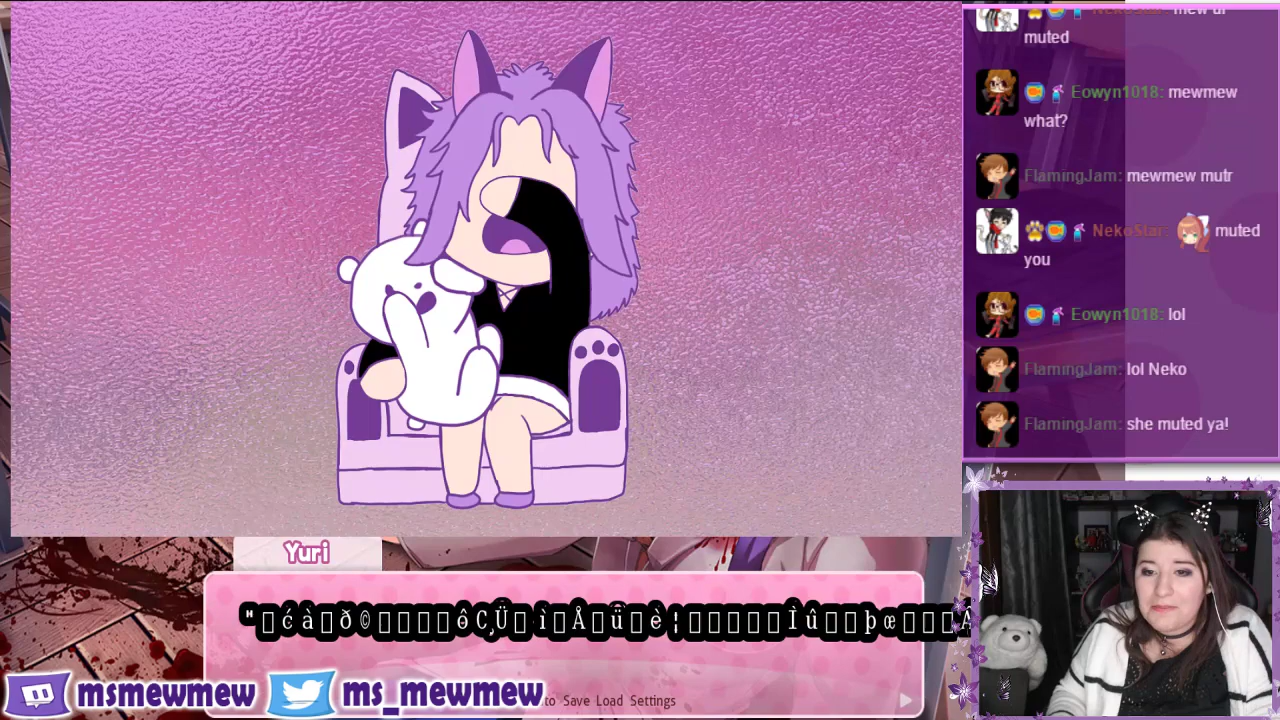 muted
Eowyn1018: mewmew
what?
FlamingJam: mewmew mutr
NekoStar: muted
you
Eowyn1018: lol
FlamingJam: lol Neko
FlamingJam: she muted ya!
Yuri
msmewmew
ms_mewmew
Save Load Settings